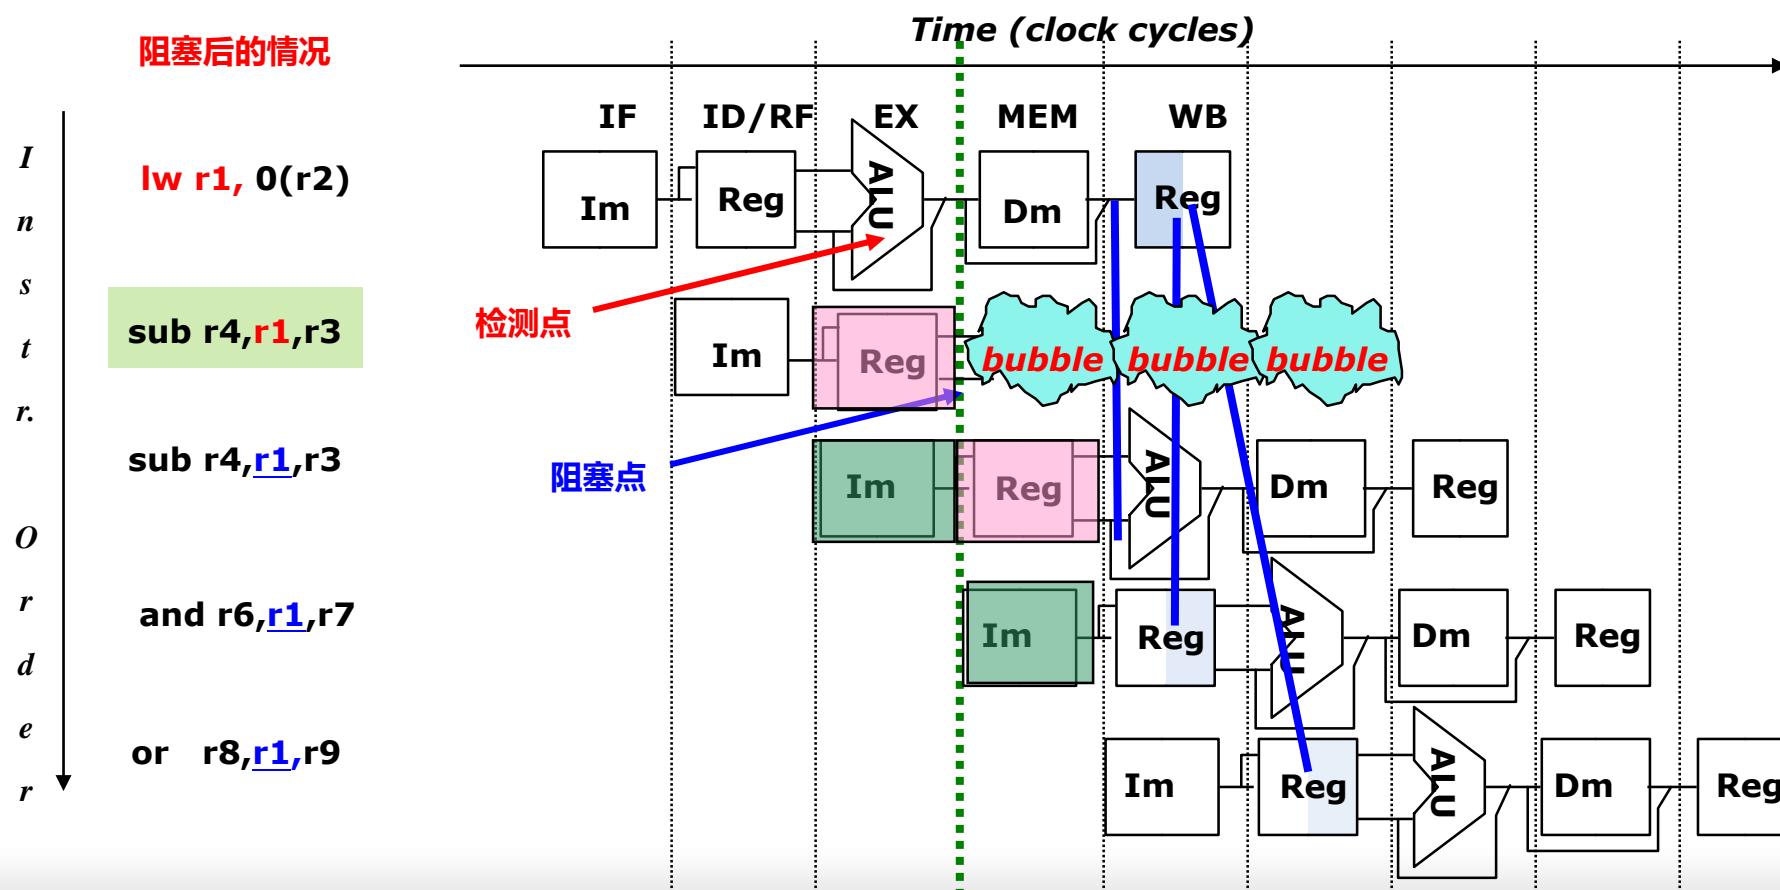 Time (clock cycles)
阻塞后的情况
IF ID/RF EX MEM WB
I
n
s
t
r.
O
r
d
e
r
lw r1, 0(r2)
Im Reg ALU Dm Reg
检测点
sub r4,r1,r3
Im Reg bubble bubble bubble
阻塞点
sub r4,r1,r3
Im Reg ALU Dm Reg
and r6,r1,r7
Im Reg ALU Dm Reg
or r8,r1,r9
Im Reg ALU Dm Reg